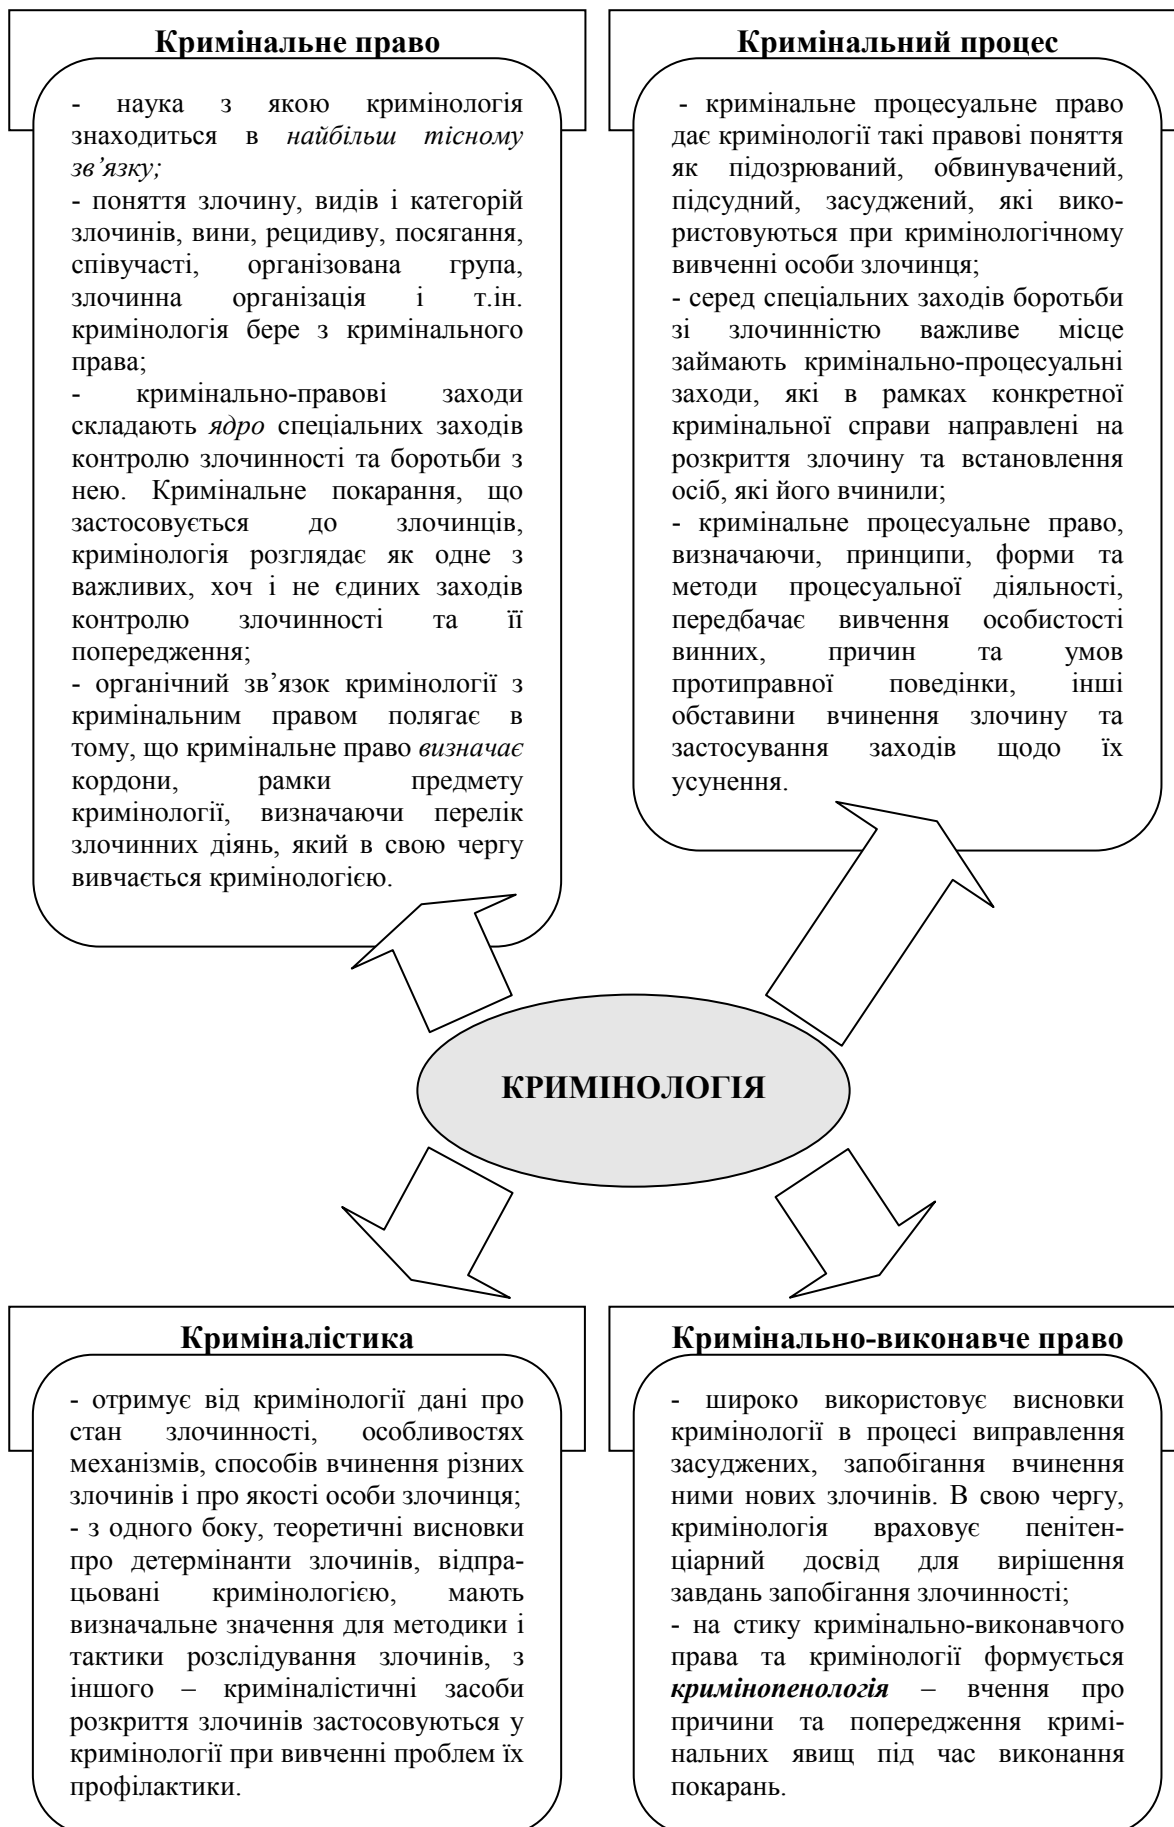 Кримінальне право
- наука з якою кримінологія
знаходиться в найбільш тісному
зв’язку;
- поняття злочину, видів і категорій
злочинів, вини, рецидиву, посягання,
співучасті, організована група,
злочинна організація і т.ін.
кримінологія бере з кримінального
права;
- кримінально-правові заходи
складають ядро спеціальних заходів
контролю злочинності та боротьби з
нею. Кримінальне покарання, що
застосовується до злочинців,
кримінологія розглядає як одне з
важливих, хоч і не єдиних заходів
контролю злочинності та її
попередження;
- органічний зв’язок кримінології з
кримінальним правом полягає в
тому, що кримінальне право визначає
кордони, рамки предмету
кримінології, визначаючи перелік
злочинних діянь, який в свою чергу
вивчається кримінологією.
Кримінальний процес
- кримінальне процесуальне право
дає кримінології такі правові поняття
як підозрюваний, обвинувачений,
підсудний, засуджений, які вико-
ристовуються при кримінологічному
вивченні особи злочинця;
- серед спеціальних заходів боротьби
зі злочинністю важливе місце
займають кримінально-процесуальні
заходи, які в рамках конкретної
кримінальної справи направлені на
розкриття злочину та встановлення
осіб, які його вчинили;
- кримінальне процесуальне право,
визначаючи, принципи, форми та
методи процесуальної діяльності,
передбачає вивчення особистості
винних, причин та умов
протиправної поведінки, інші
обставини вчинення злочину та
застосування заходів щодо їх
усунення.
КРИМІНОЛОГІЯ
Криміналістика
- отримує від кримінології дані про
стан злочинності, особливостях
механізмів, способів вчинення різних
злочинів і про якості особи злочинця;
- з одного боку, теоретичні висновки
про детермінанти злочинів, відпра-
цьовані кримінологією, мають
визначальне значення для методики і
тактики розслідування злочинів, з
іншого – криміналістичні засоби
розкриття злочинів застосовуються у
кримінології при вивченні проблем їх
профілактики.
Кримінально-виконавче право
- широко використовує висновки
кримінології в процесі виправлення
засуджених, запобігання вчинення
ними нових злочинів. В свою чергу,
кримінологія враховує пенітен-
ціарний досвід для вирішення
завдань запобігання злочинності;
- на стику кримінально-виконавчого
права та кримінології формується
кримінопенологія – вчення про
причини та попередження кримі-
нальних явищ під час виконання
покарань.